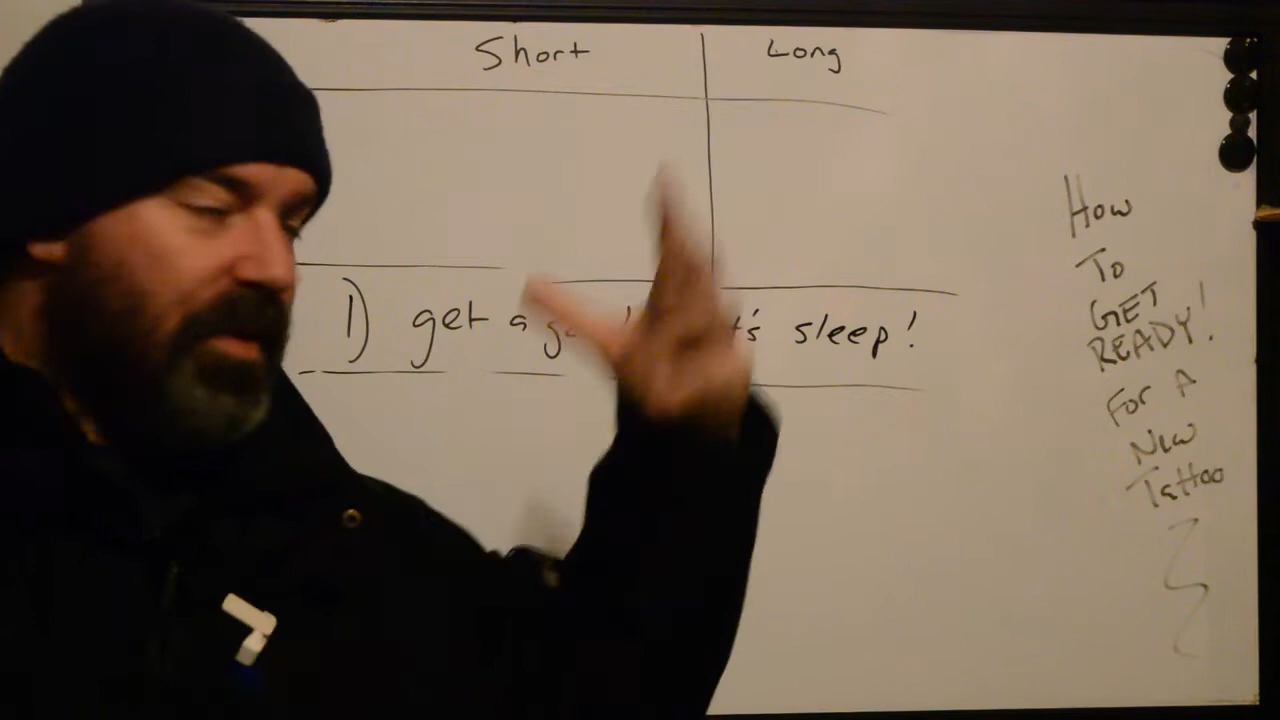 Short Long
1) get a sleep!
How
To
GET
READY!
For A
New
Tattoo